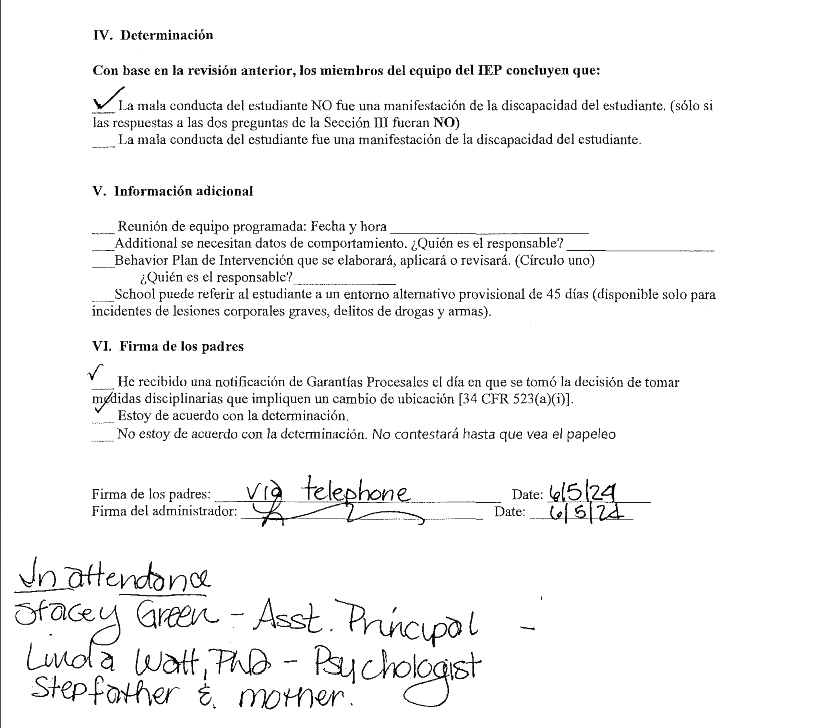 IV. Determinación
Con base en la revisión anterior, los miembros del equipo del IEP concluyen que:
✓ La mala conducta del estudiante NO fue una manifestación de la discapacidad del estudiante. (sólo si
las respuestas a las dos preguntas de la Sección III fueran NO)
___ La mala conducta del estudiante fue una manifestación de la discapacidad del estudiante.
V. Información adicional
___ Reunión de equipo programada: Fecha y hora ___
___Additional se necesitan datos de comportamiento. ¿Quién es el responsable? ___
___Behavior Plan de Intervención que se elaborará, aplicará o revisará. (Círculo uno)
¿Quién es el responsable? ___
___School puede referir al estudiante a un entorno alternativo provisional de 45 días (disponible solo para
incidentes de lesiones corporales graves, delitos de drogas y armas).
VI. Firma de los padres
✓ He recibido una notificación de Garantías Procesales el día en que se tomó la decisión de tomar
medidas disciplinarias que impliquen un cambio de ubicación [34 CFR 523(a)(i)].
✓ Estoy de acuerdo con la determinación.
___ No estoy de acuerdo con la determinación. No contestará hasta que vea el papeleo
Firma de los padres: via telephone Date: 6/5/24
Firma del administrador: Date: 6/5/24
In attendance
Stacey Green - Asst. Principal -
Linda Watt, PhD - Psychologist
Stepfather & mother.